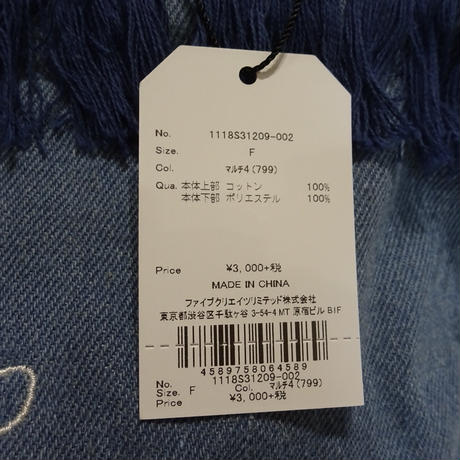 No. 1118S31209-002
Size. F
Col. マルチ4(799)
Qua. 本体上部 コットン 100%
本体下部 ポリエステル 100%
Price ¥3,000+税
MADE IN CHINA
ファイブクリエイツリミテッド株式会社
東京都渋谷区千駄ヶ谷 3-54-4 MT 原宿ビル B1F
4589758064589
No. 1118S31209-002
Size. F Col. マルチ4(799)
Price ¥3,000+税